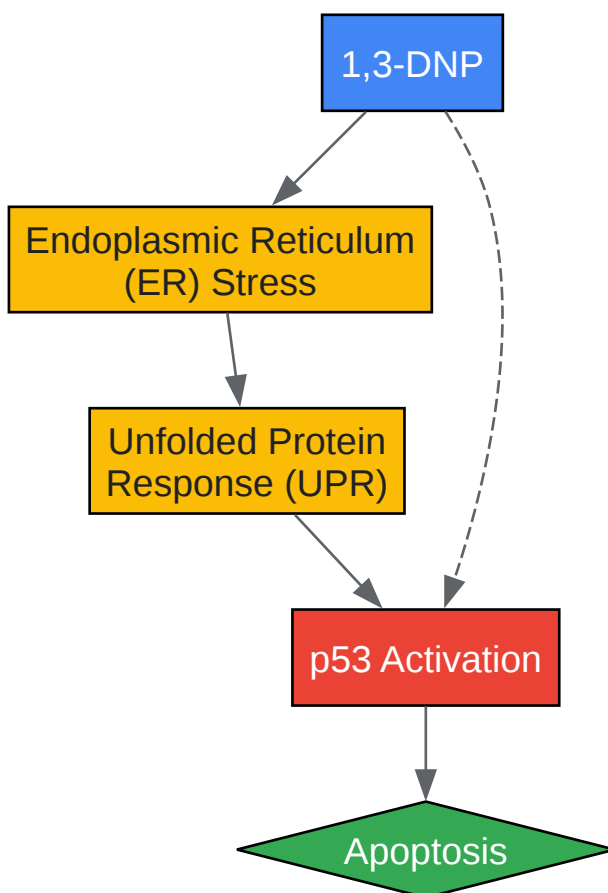 1,3-DNP
Endoplasmic Reticulum
(ER) Stress
Unfolded Protein
Response (UPR)
p53 Activation
Apoptosis